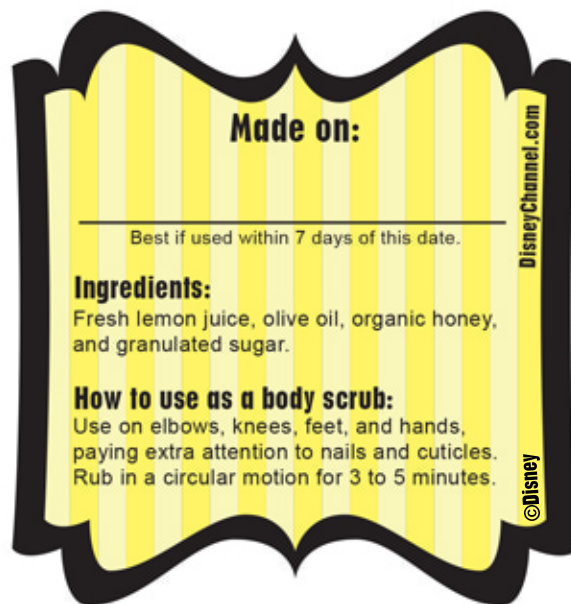 Made on:
Best if used within 7 days of this date.
Ingredients:
Fresh lemon juice, olive oil, organic honey,
and granulated sugar.
How to use as a body scrub:
Use on elbows, knees, feet, and hands,
paying extra attention to nails and cuticles.
Rub in a circular motion for 3 to 5 minutes.
DisneyChannel.com
©Disney